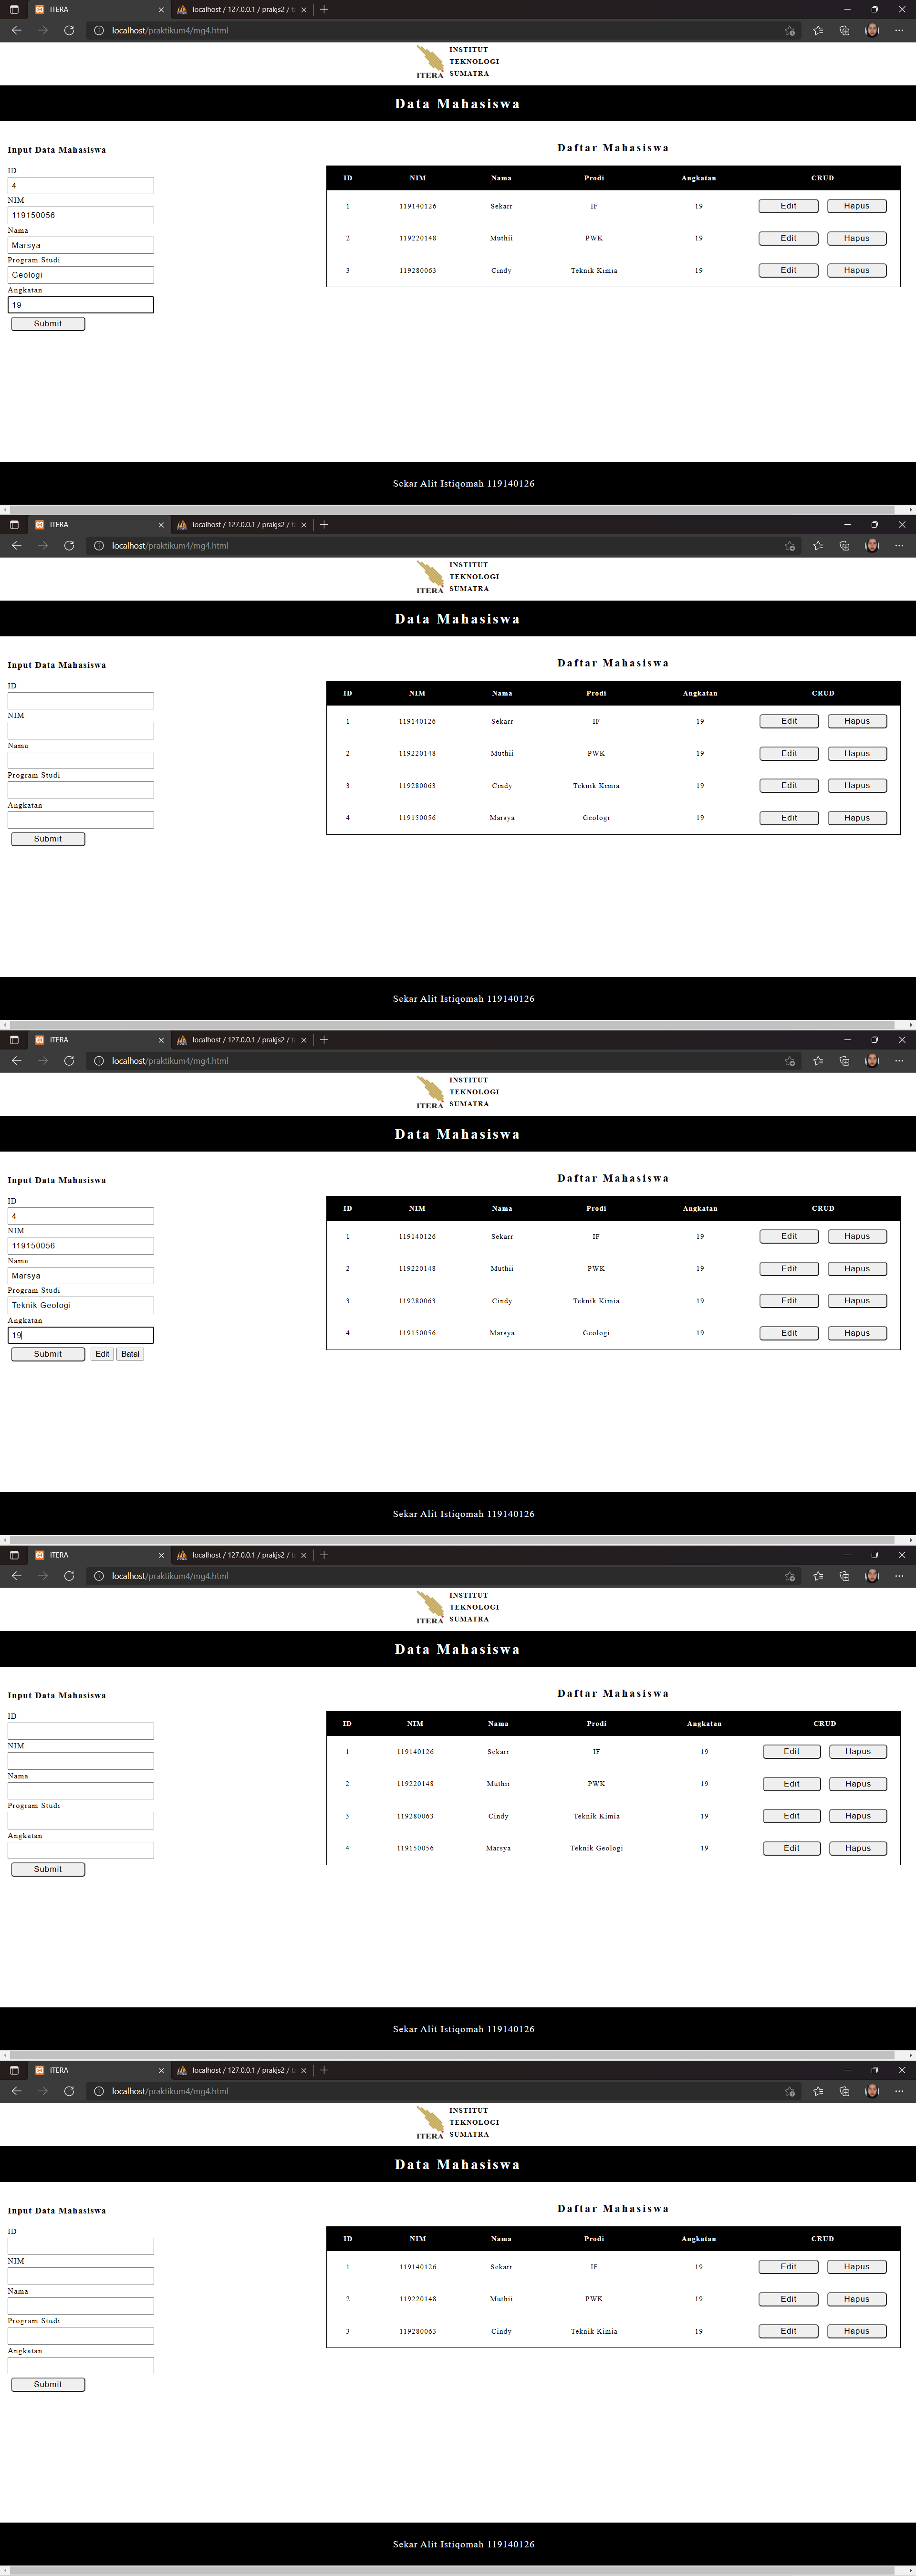 ITERA
localhost / 127.0.0.1 / prakjs2 / t
localhost/praktikum4/mg4.html
ITERA
INSTITUT
TEKNOLOGI
SUMATRA
Data Mahasiswa
Input Data Mahasiswa
ID
4
NIM
119150056
Nama
Marsya
Program Studi
Geologi
Angkatan
19
Submit
Daftar Mahasiswa
ID NIM Nama Prodi Angkatan CRUD
1 119140126 Sekarr IF 19 Edit Hapus
2 119220148 Muthii PWK 19 Edit Hapus
3 119280063 Cindy Teknik Kimia 19 Edit Hapus
Sekar Alit Istiqomah 119140126
ITERA
localhost / 127.0.0.1 / prakjs2 / t
localhost/praktikum4/mg4.html
ITERA
INSTITUT
TEKNOLOGI
SUMATRA
Data Mahasiswa
Input Data Mahasiswa
ID
NIM
Nama
Program Studi
Angkatan
Submit
Daftar Mahasiswa
ID NIM Nama Prodi Angkatan CRUD
1 119140126 Sekarr IF 19 Edit Hapus
2 119220148 Muthii PWK 19 Edit Hapus
3 119280063 Cindy Teknik Kimia 19 Edit Hapus
4 119150056 Marsya Geologi 19 Edit Hapus
Sekar Alit Istiqomah 119140126
ITERA
localhost / 127.0.0.1 / prakjs2 / t
localhost/praktikum4/mg4.html
ITERA
INSTITUT
TEKNOLOGI
SUMATRA
Data Mahasiswa
Input Data Mahasiswa
ID
4
NIM
119150056
Nama
Marsya
Program Studi
Teknik Geologi
Angkatan
19
Submit Edit Batal
Daftar Mahasiswa
ID NIM Nama Prodi Angkatan CRUD
1 119140126 Sekarr IF 19 Edit Hapus
2 119220148 Muthii PWK 19 Edit Hapus
3 119280063 Cindy Teknik Kimia 19 Edit Hapus
4 119150056 Marsya Geologi 19 Edit Hapus
Sekar Alit Istiqomah 119140126
ITERA
localhost / 127.0.0.1 / prakjs2 / t
localhost/praktikum4/mg4.html
ITERA
INSTITUT
TEKNOLOGI
SUMATRA
Data Mahasiswa
Input Data Mahasiswa
ID
NIM
Nama
Program Studi
Angkatan
Submit
Daftar Mahasiswa
ID NIM Nama Prodi Angkatan CRUD
1 119140126 Sekarr IF 19 Edit Hapus
2 119220148 Muthii PWK 19 Edit Hapus
3 119280063 Cindy Teknik Kimia 19 Edit Hapus
4 119150056 Marsya Teknik Geologi 19 Edit Hapus
Sekar Alit Istiqomah 119140126
ITERA
localhost / 127.0.0.1 / prakjs2 / t
localhost/praktikum4/mg4.html
ITERA
INSTITUT
TEKNOLOGI
SUMATRA
Data Mahasiswa
Input Data Mahasiswa
ID
NIM
Nama
Program Studi
Angkatan
Submit
Daftar Mahasiswa
ID NIM Nama Prodi Angkatan CRUD
1 119140126 Sekarr IF 19 Edit Hapus
2 119220148 Muthii PWK 19 Edit Hapus
3 119280063 Cindy Teknik Kimia 19 Edit Hapus
Sekar Alit Istiqomah 119140126